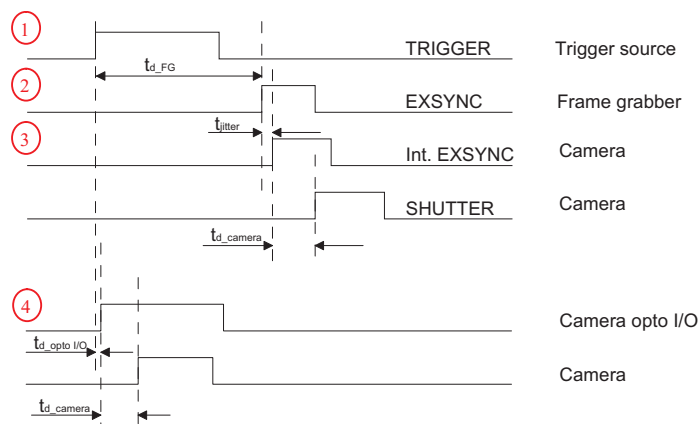 1
TRIGGER Trigger source
td_FG
2
EXSYNC Frame grabber
tjitter
3
Int. EXSYNC Camera
SHUTTER Camera
td_camera
4
Camera opto I/O
td_opto I/O
Camera
td_camera